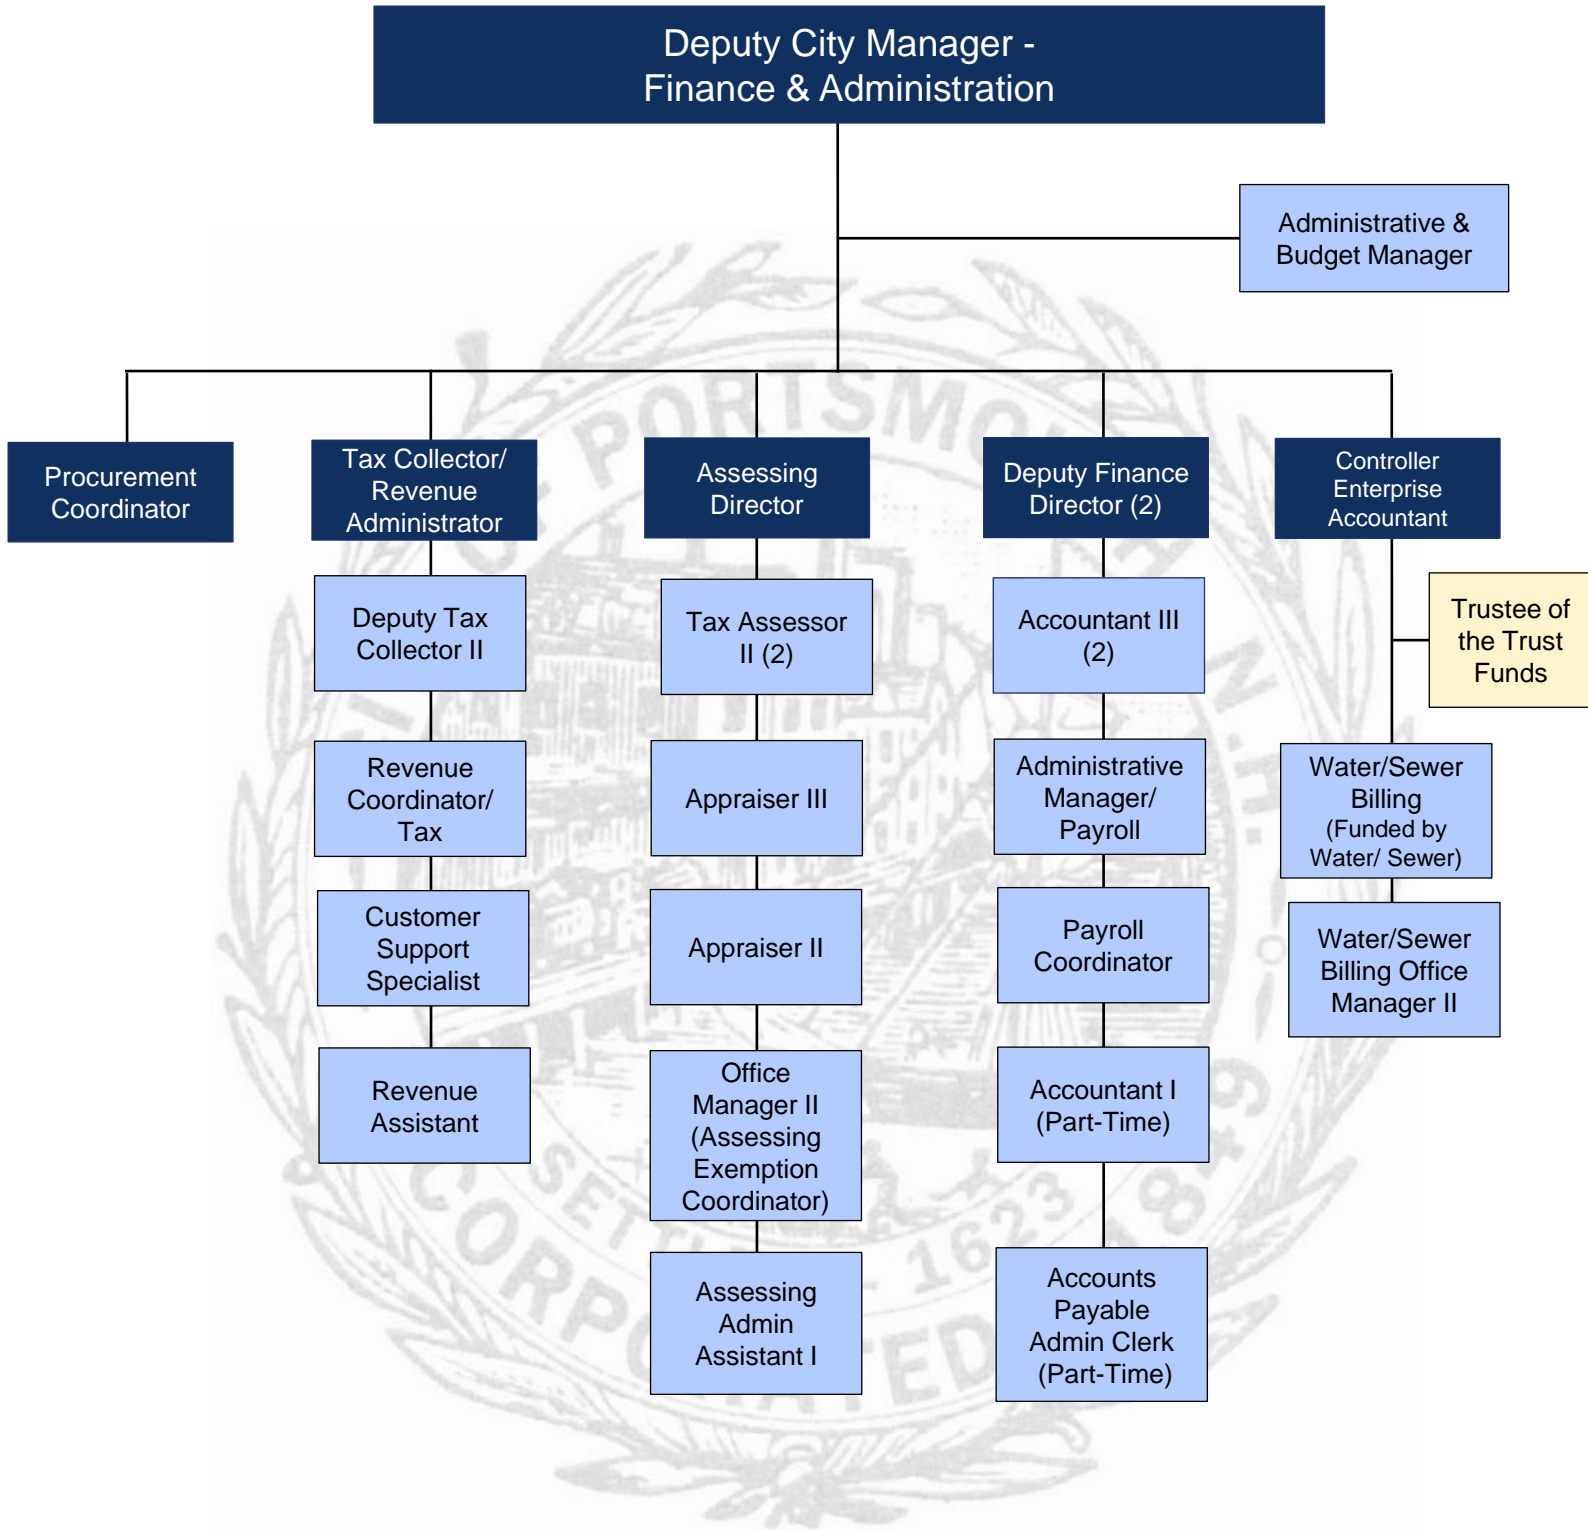 Deputy City Manager -
Finance & Administration
Administrative &
Budget Manager
Procurement
Coordinator
Tax Collector/
Revenue
Administrator
Assessing
Director
Deputy Finance
Director (2)
Controller
Enterprise
Accountant
Deputy Tax
Collector II
Tax Assessor
II (2)
Accountant III
(2)
Trustee of
the Trust
Funds
Revenue
Coordinator/
Tax
Appraiser III
Administrative
Manager/
Payroll
Water/Sewer
Billing
(Funded by
Water/ Sewer)
Customer
Support
Specialist
Appraiser II
Payroll
Coordinator
Water/Sewer
Billing Office
Manager II
Revenue
Assistant
Office
Manager II
(Assessing
Exemption
Coordinator)
Accountant I
(Part-Time)
Assessing
Admin
Assistant I
Accounts
Payable
Admin Clerk
(Part-Time)
1623
1849